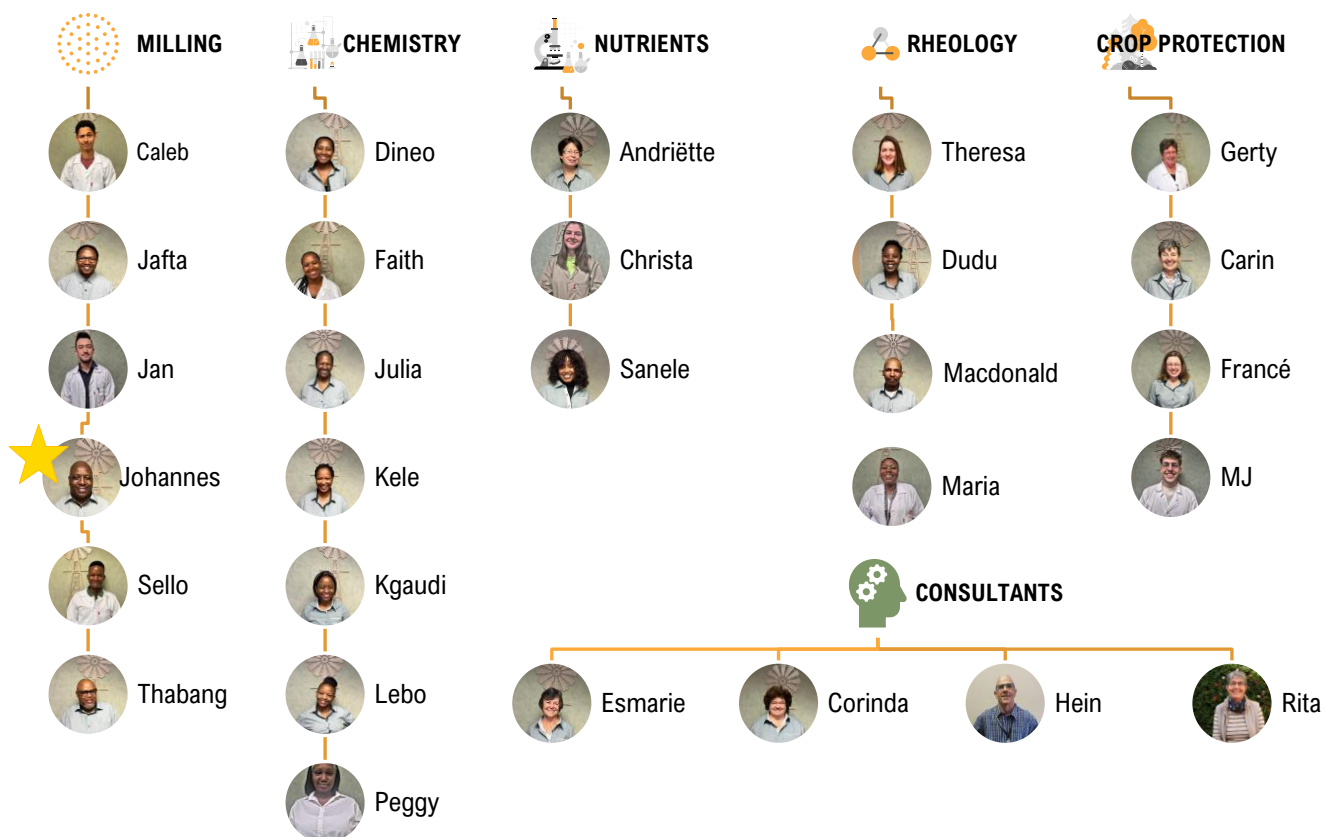 MILLING
Caleb
Jafta
Jan
Johannes
Sello
Thabang
CHEMISTRY
Dineo
Faith
Julia
Kele
Kgaudi
Lebo
Peggy
NUTRIENTS
Andriëtte
Christa
Sanele
RHEOLOGY
Theresa
Dudu
Macdonald
Maria
CROP PROTECTION
Gerty
Carin
Francé
MJ
CONSULTANTS
Esmarie
Corinda
Hein
Rita